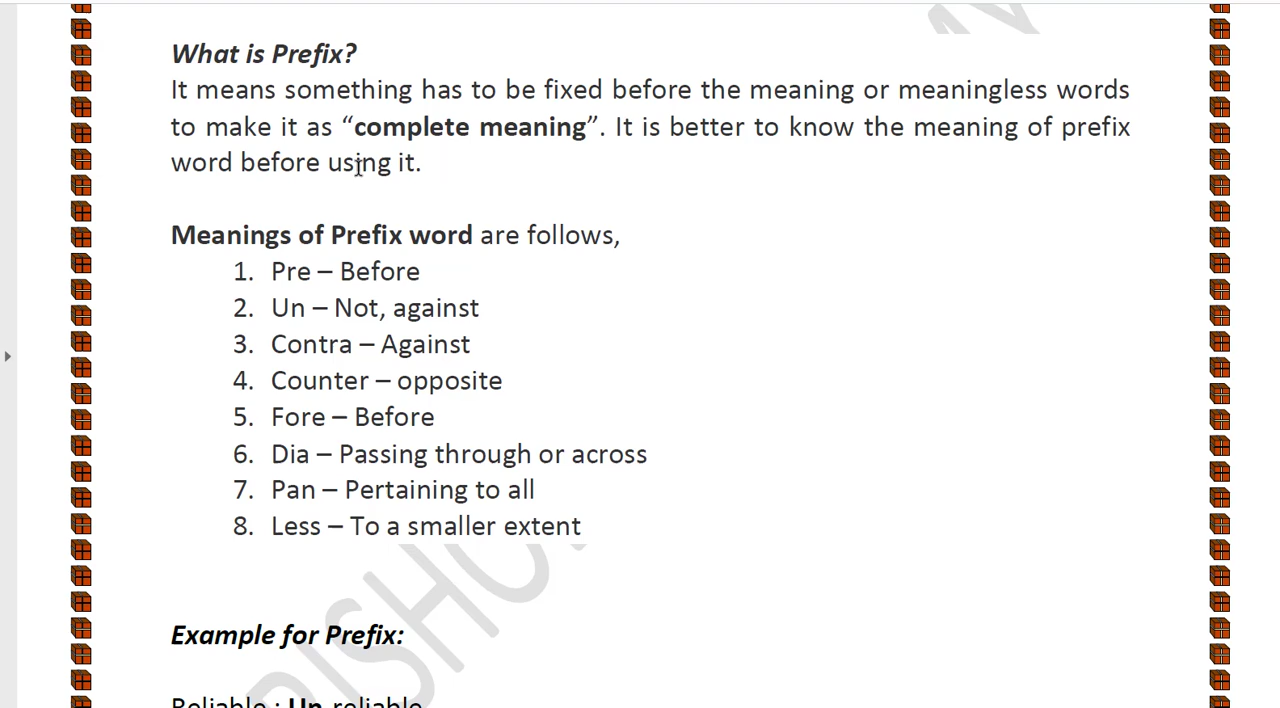 What is Prefix?
It means something has to be fixed before the meaning or meaningless words
to make it as “complete meaning”. It is better to know the meaning of prefix
word before using it.
Meanings of Prefix word are follows,
1. Pre – Before
2. Un – Not, against
3. Contra – Against
4. Counter – opposite
5. Fore – Before
6. Dia – Passing through or across
7. Pan – Pertaining to all
8. Less – To a smaller extent
Example for Prefix:
Reliable : Un-reliable